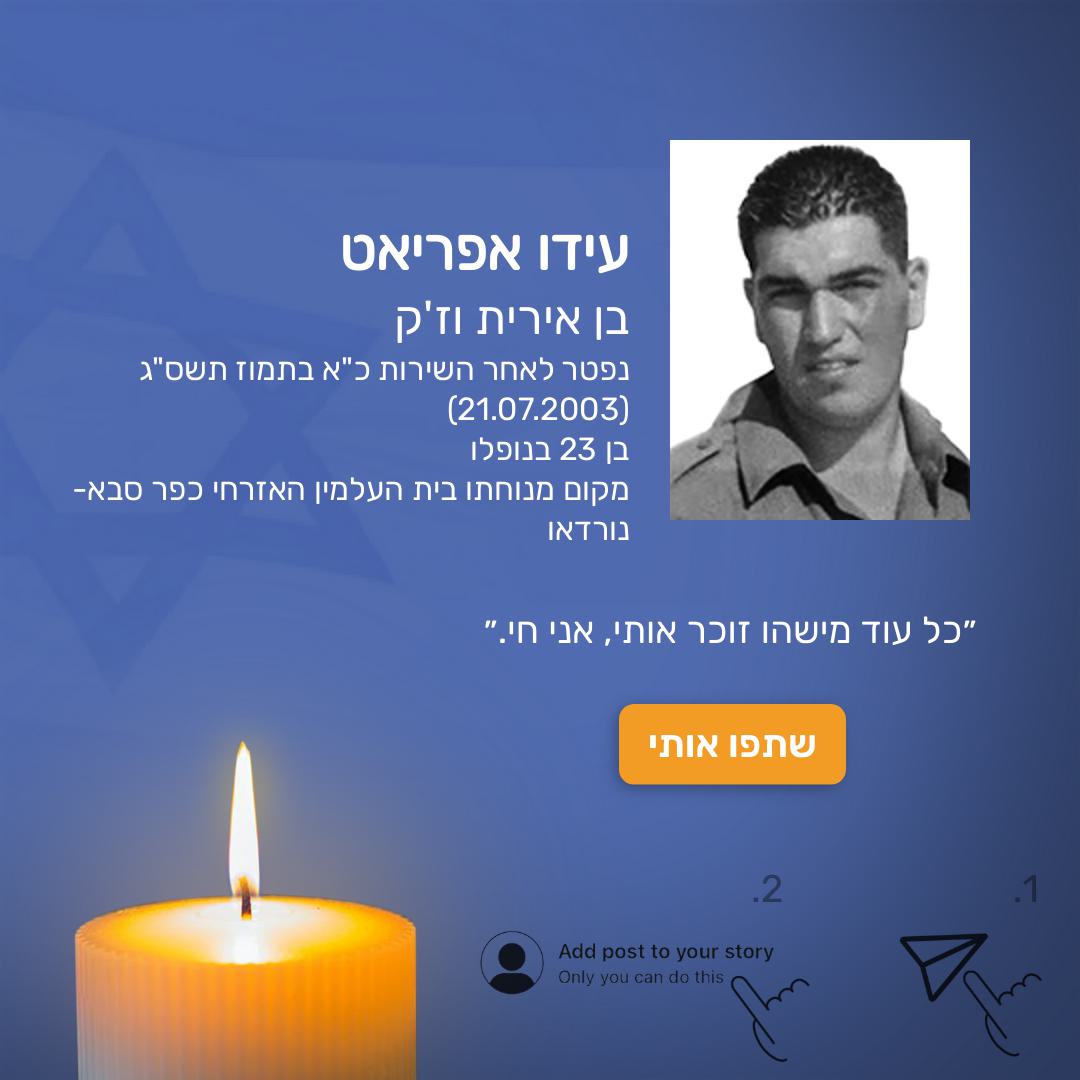 עידו אפריאט
בן אירית וז'ק
נפטר לאחר השירות כ"א בתמוז תשס"ג
(21.07.2003)
בן 23 בנופלו
מקום מנוחתו בית העלמין האזרחי כפר סבא-
נורדאו
״כל עוד מישהו זוכר אותי, אני חי.״
שתפו אותי
.1
.2
Add post to your story
Only you can do this